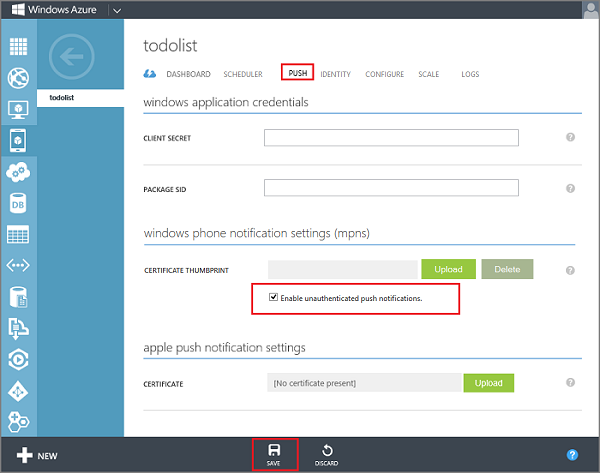 Windows Azure
todolist
DASHBOARD SCHEDULER PUSH IDENTITY CONFIGURE SCALE LOGS
todolist
windows application credentials
CLIENT SECRET ?
PACKAGE SID ?
DB
windows phone notification settings (mpns)
CERTIFICATE THUMBPRINT Upload Delete ?
Enable unauthenticated push notifications.
apple push notification settings
CERTIFICATE [No certificate present] Upload ?
NEW SAVE DISCARD ?